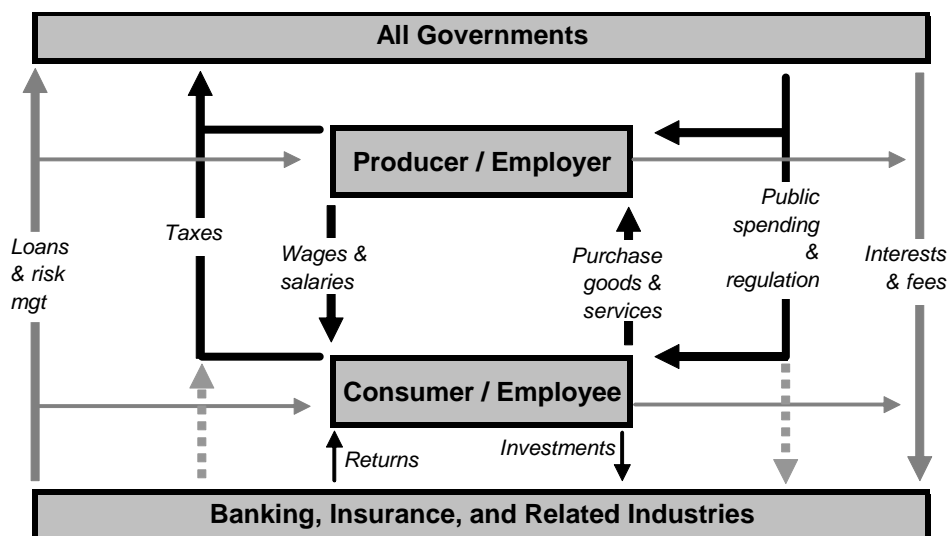 All Governments
Producer / Employer
Loans
& risk
mgt
Taxes
Wages &
salaries
Purchase
goods &
services
Public
spending
&
regulation
Interests
& fees
Consumer / Employee
Returns
Investments
Banking, Insurance, and Related Industries